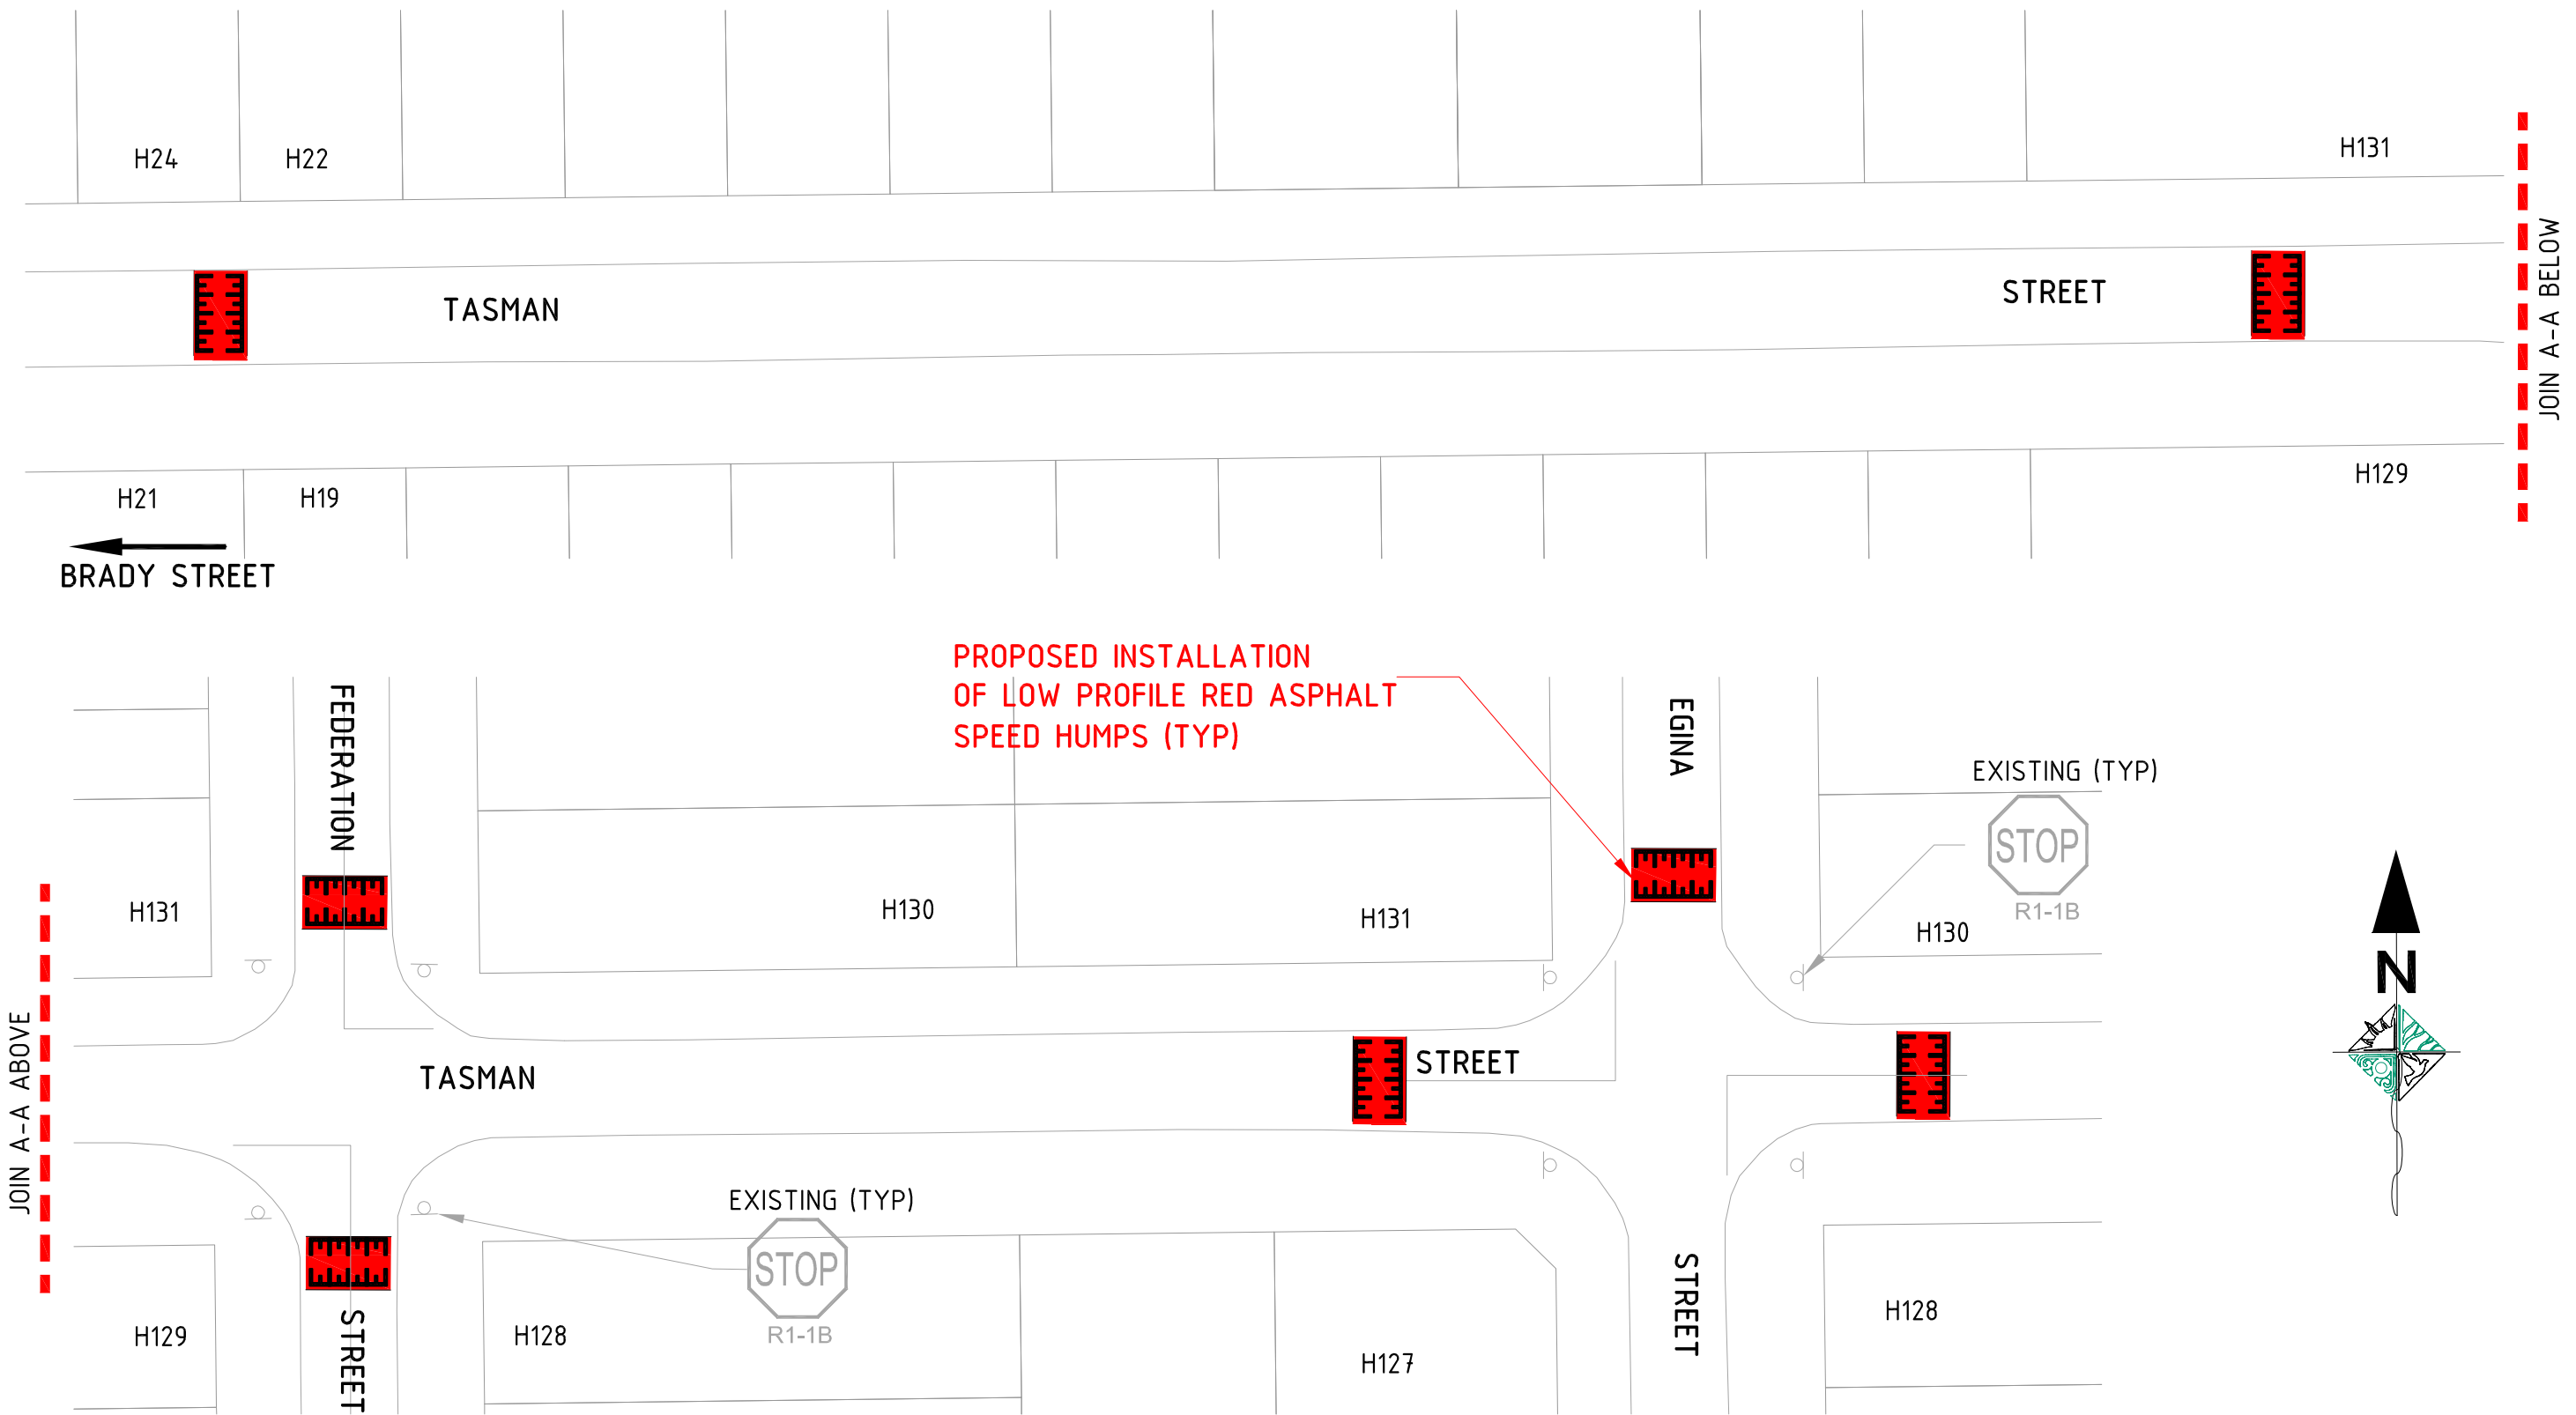 H24
H22
H131
TASMAN
STREET
JOIN A-A BELOW
H21
H19
H129
BRADY STREET
PROPOSED INSTALLATION
OF LOW PROFILE RED ASPHALT
SPEED HUMPS (TYP)
FEDERATION
EGINA
EXISTING (TYP)
STOP
R1-1B
H131
H130
H131
H130
N
JOIN A-A ABOVE
TASMAN
STREET
EXISTING (TYP)
STOP
R1-1B
STREET
STREET
H129
H128
H127
H128